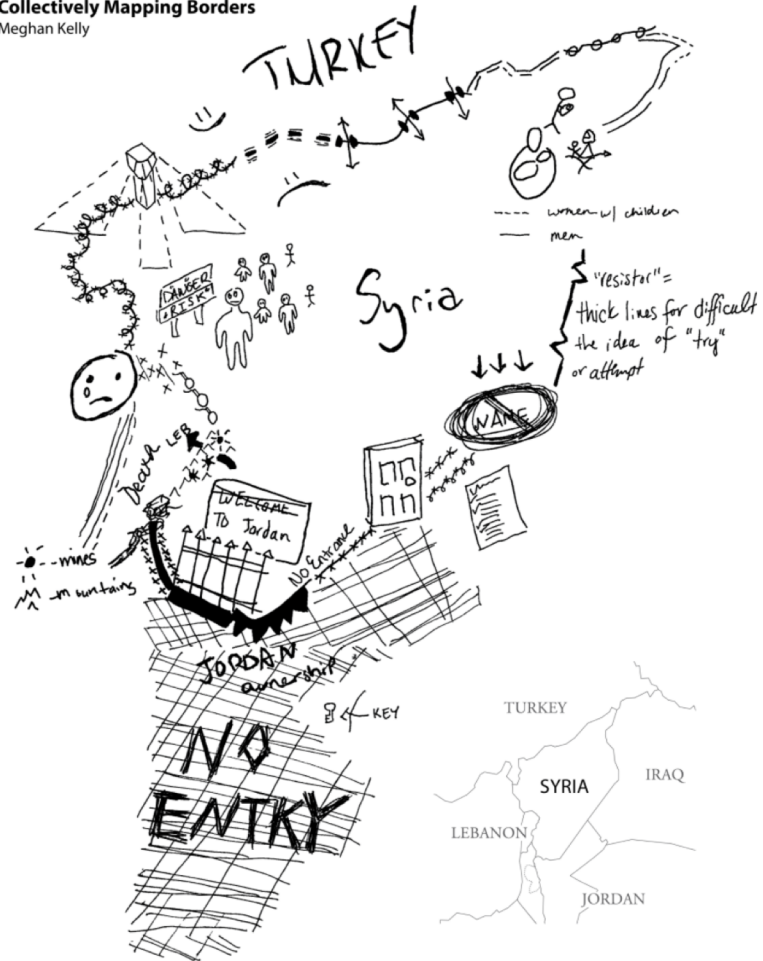 Collectively Mapping Borders
Meghan Kelly
TURKEY
---- women w/ children
— men
DANGER
RISK
Syria
"resistor" =
thick lines for difficult
the idea of "try"
or attempt
NAME
Death
LEB
WELCOME
To Jordan
No Entrance
- mines
- mountains
JORDAN
ownership
KEY
NO
ENTRY
TURKEY
SYRIA
IRAQ
LEBANON
JORDAN